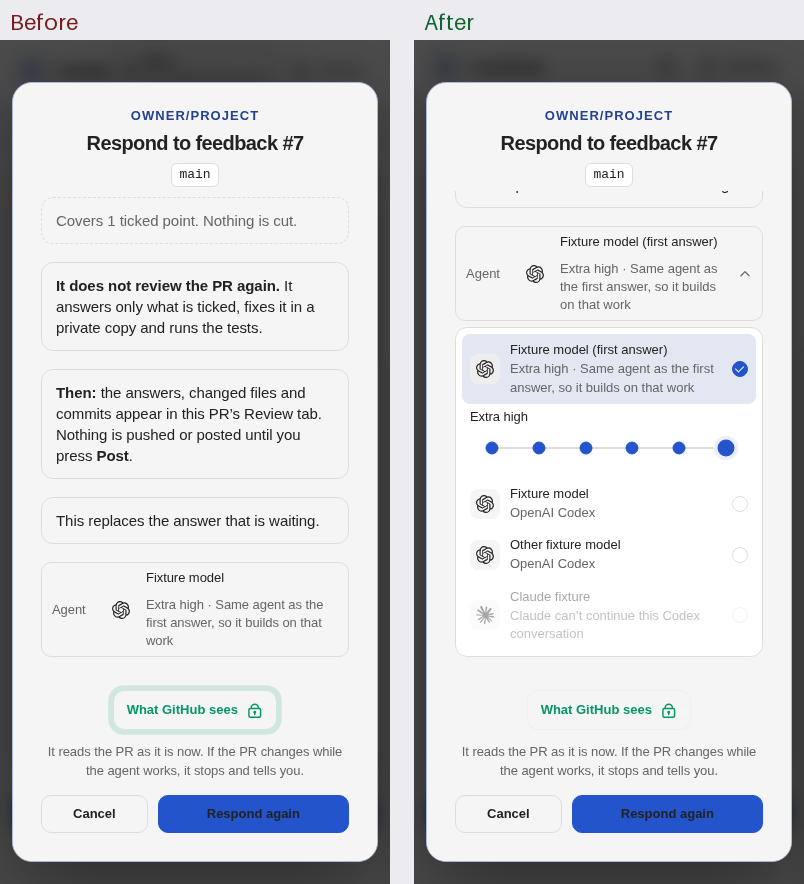 Before
OWNER/PROJECT
Respond to feedback #7
main
Covers 1 ticked point. Nothing is cut.
It does not review the PR again. It
answers only what is ticked, fixes it in a
private copy and runs the tests.
Then: the answers, changed files and
commits appear in this PR's Review tab.
Nothing is pushed or posted until you
press Post.
This replaces the answer that is waiting.
Agent
Fixture model
Extra high · Same agent as the
first answer, so it builds on that
work
What GitHub sees
It reads the PR as it is now. If the PR changes while
the agent works, it stops and tells you.
Cancel
Respond again
After
OWNER/PROJECT
Respond to feedback #7
main
Agent
Fixture model (first answer)
Extra high · Same agent as
the first answer, so it builds
on that work
Fixture model (first answer)
Extra high · Same agent as the first
answer, so it builds on that work
Extra high
Fixture model
OpenAI Codex
Other fixture model
OpenAI Codex
Claude fixture
Claude can't continue this Codex
conversation
What GitHub sees
It reads the PR as it is now. If the PR changes while
the agent works, it stops and tells you.
Cancel
Respond again